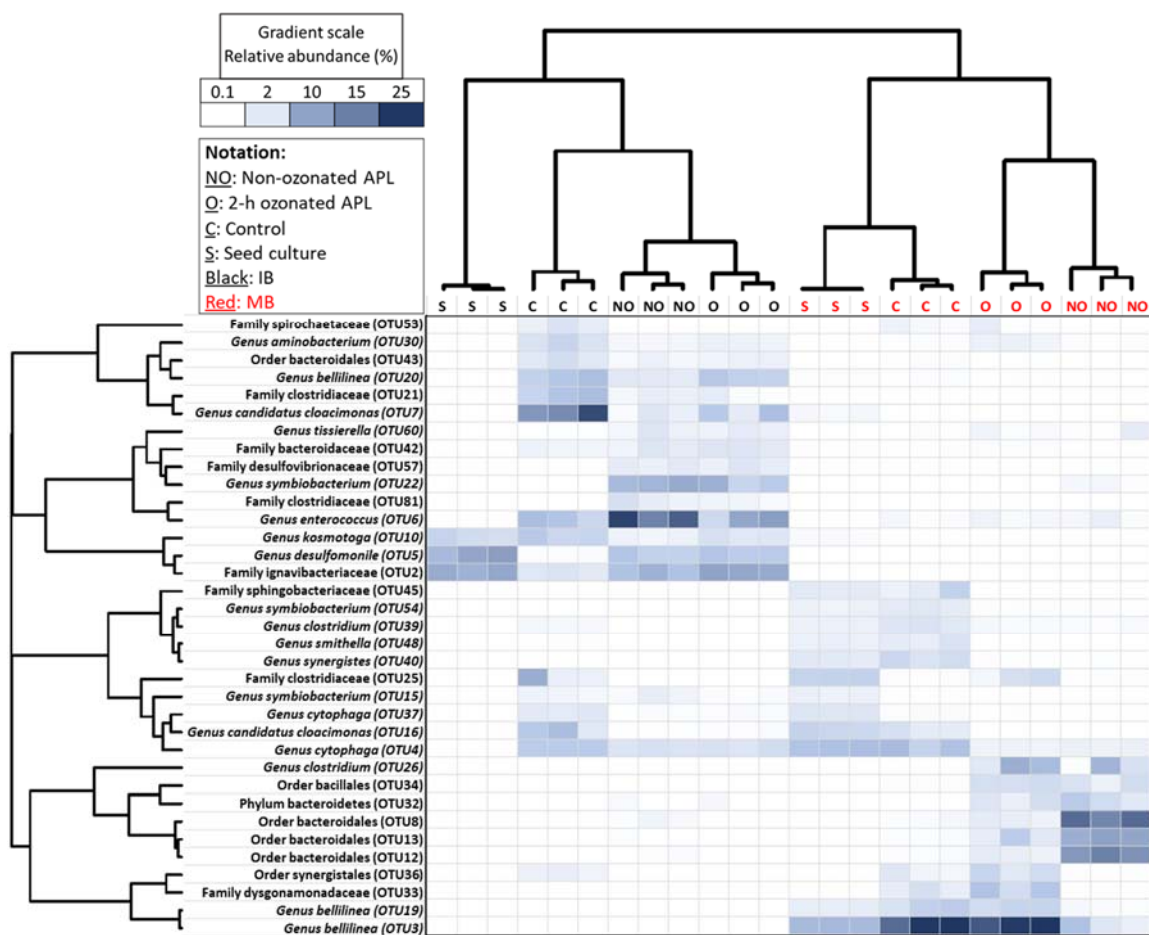 Gradient scale
Relative abundance (%)
0.1 2 10 15 25
Notation:
NO: Non-ozonated APL
O: 2-h ozonated APL
C: Control
S: Seed culture
Black: IB
Red: MB
S S S C C C NO NO NO O O O S S S C C C O O O NO NO NO
Family spirochaetaceae (OTU53)
Genus aminobacterium (OTU30)
Order bacteroidales (OTU43)
Genus bellilinea (OTU20)
Family clostridiaceae (OTU21)
Genus candidatus cloacimonas (OTU7)
Genus tissierella (OTU60)
Family bacteroidaceae (OTU42)
Family desulfovibrionaceae (OTU57)
Genus symbiobacterium (OTU22)
Family clostridiaceae (OTU81)
Genus enterococcus (OTU6)
Genus kosmotoga (OTU10)
Genus desulfomonile (OTU5)
Family ignavibacteriaceae (OTU2)
Family sphingobacteriaceae (OTU45)
Genus symbiobacterium (OTU54)
Genus clostridium (OTU39)
Genus smithella (OTU48)
Genus synergistes (OTU40)
Family clostridiaceae (OTU25)
Genus symbiobacterium (OTU15)
Genus cytophaga (OTU37)
Genus candidatus cloacimonas (OTU16)
Genus cytophaga (OTU4)
Genus clostridium (OTU26)
Order bacillales (OTU34)
Phylum bacteroidetes (OTU32)
Order bacteroidales (OTU8)
Order bacteroidales (OTU13)
Order bacteroidales (OTU12)
Order synergistales (OTU36)
Family dysgonamonadaceae (OTU33)
Genus bellilinea (OTU19)
Genus bellilinea (OTU3)